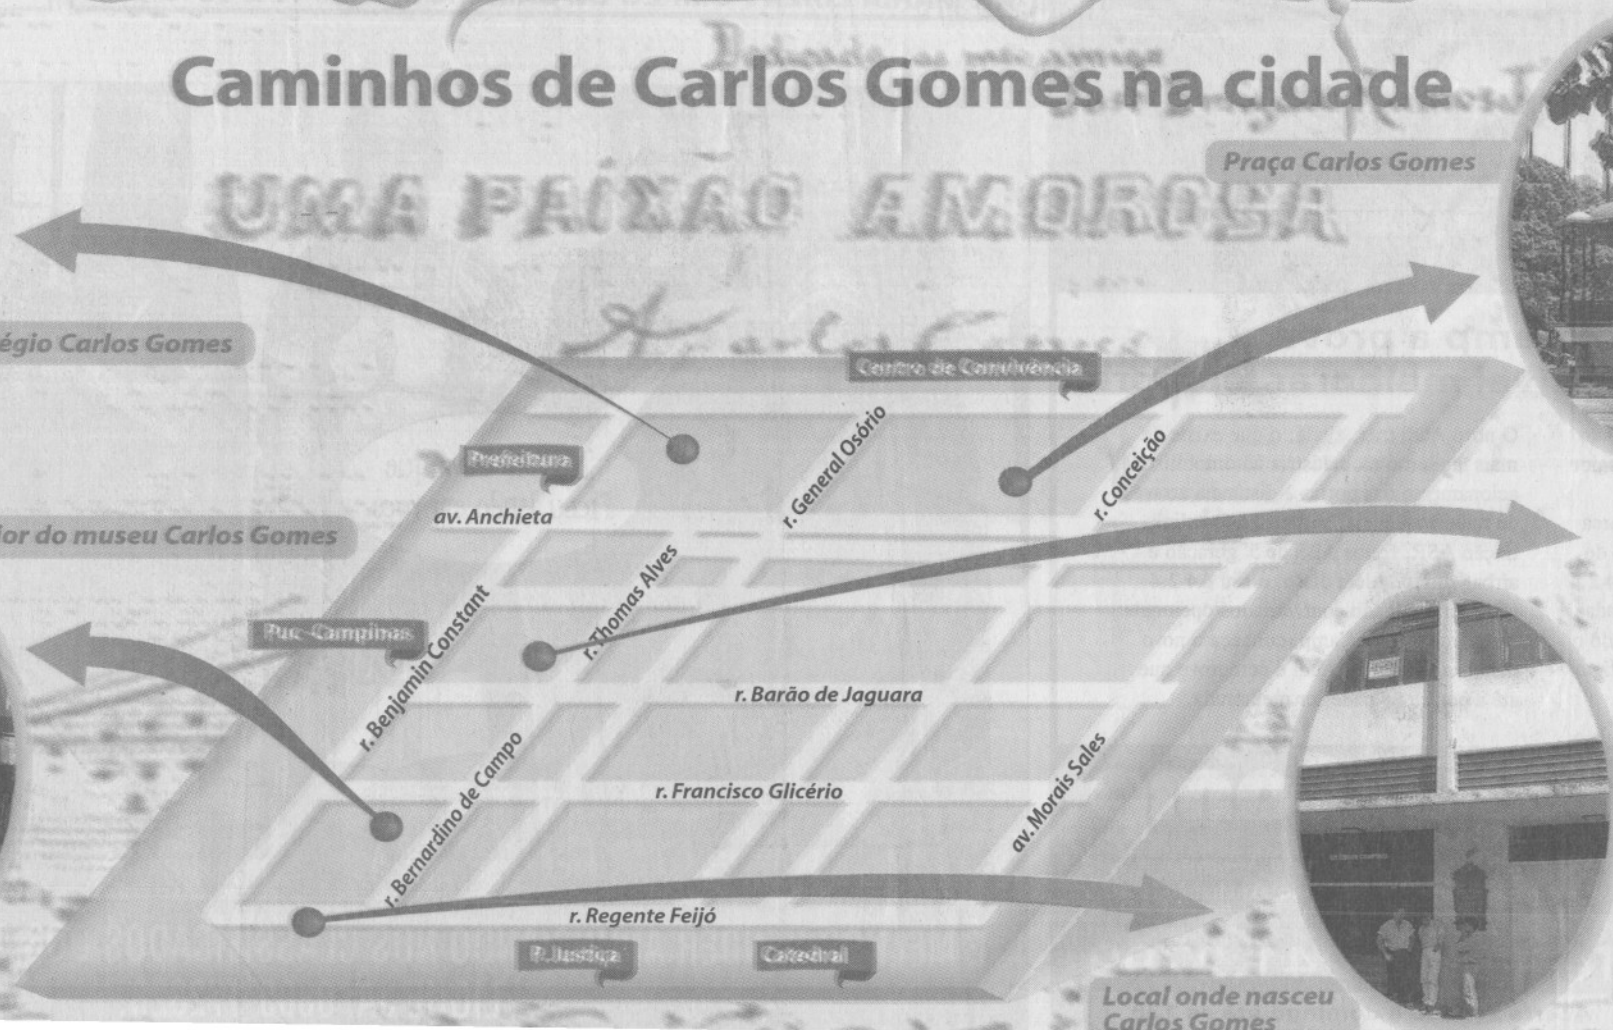 Caminhos de Carlos Gomes na cidade
Praça Carlos Gomes
UMA PAIXÃO AMOROSA
égio Carlos Gomes
Centro de Convivência
r. General Osório
r. Conceição
Prefeitura
av. Anchieta
ior do museu Carlos Gomes
r. Thomas Alves
r. Benjamin Constant
Puc-Campinas
r. Barão de Jaguara
r. Bernardino de Campo
r. Francisco Glicério
av. Morais Sales
r. Regente Feijó
P. Justiça
Catedral
Local onde nasceu
Carlos Gomes